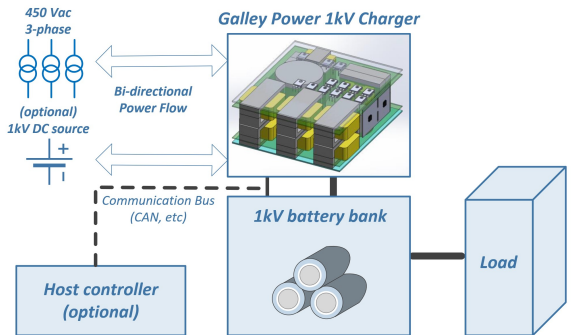 450 Vac
3-phase
Galley Power 1kV Charger
Bi-directional
Power Flow
(optional)
1kV DC source
+
-
Communication Bus
(CAN, etc)
1kV battery bank
Load
Host controller
(optional)